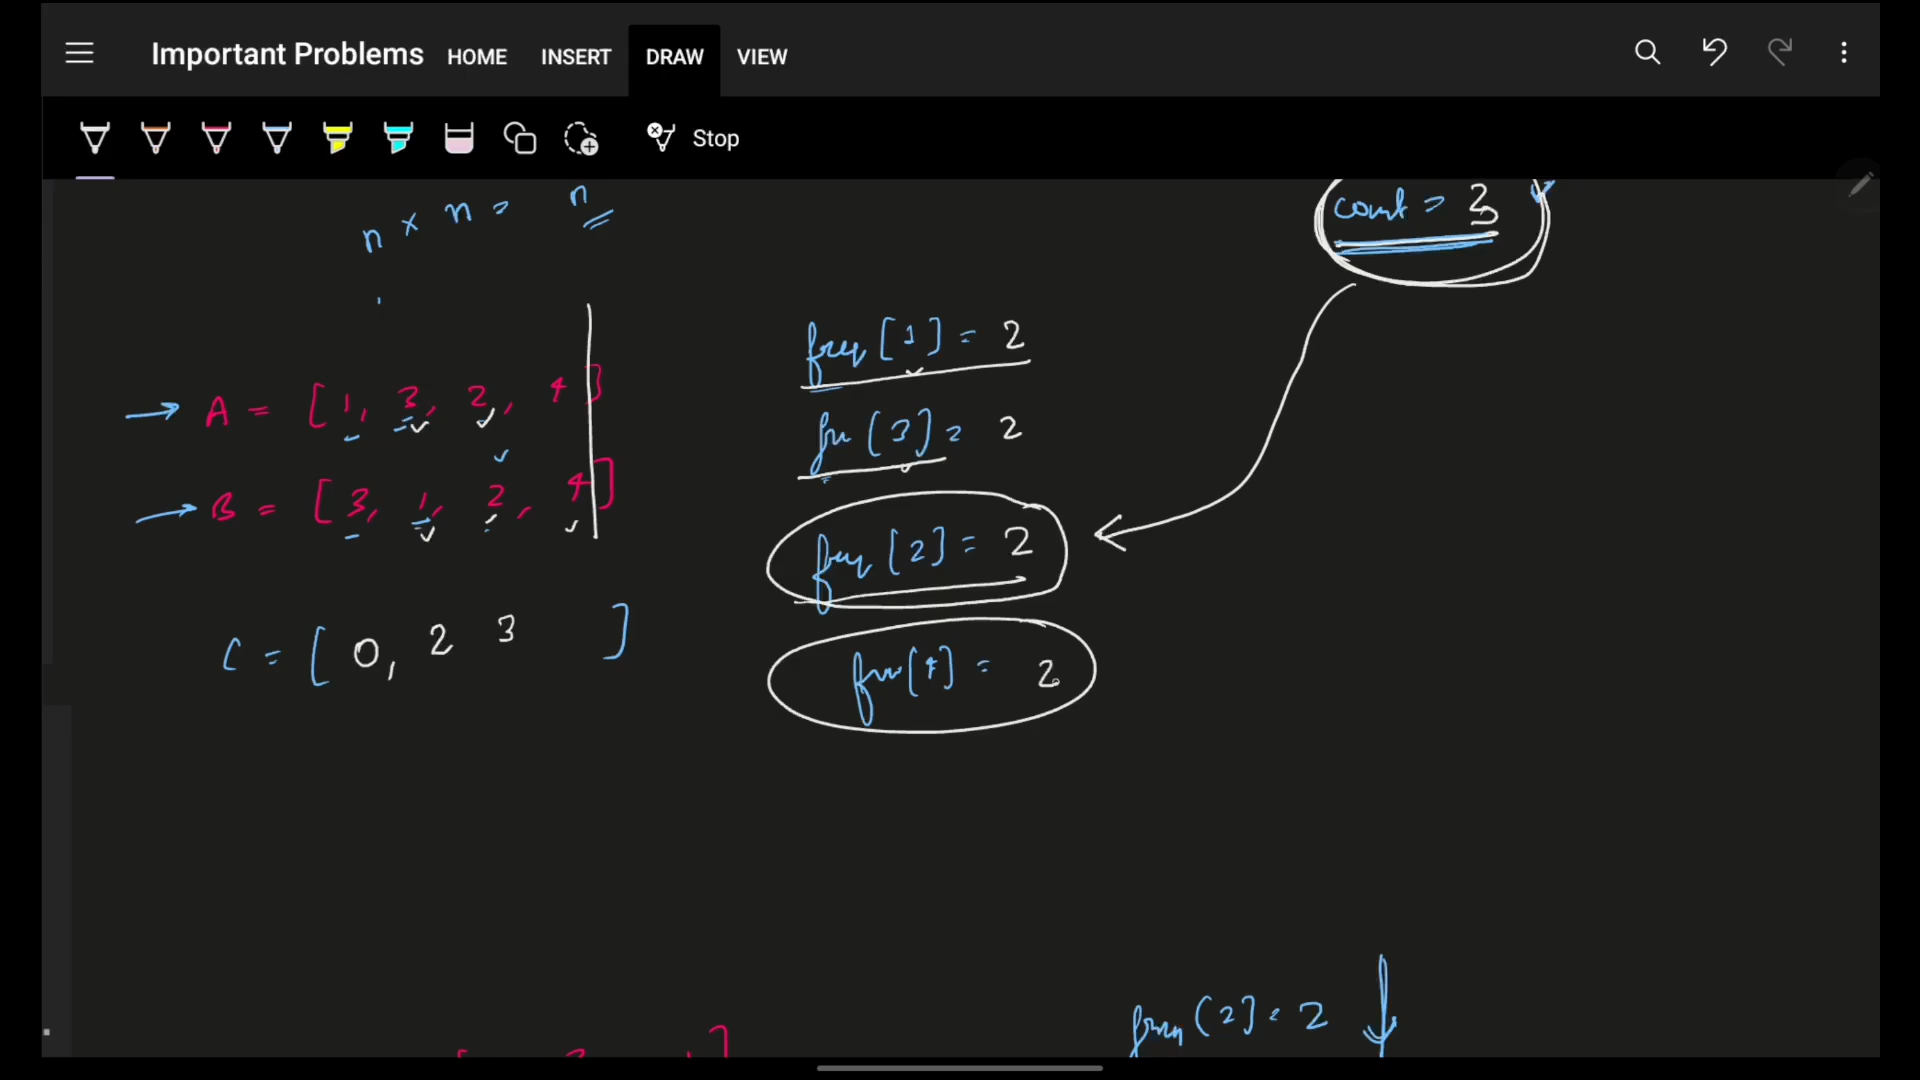 Important Problems HOME INSERT DRAW VIEW
Stop
n × n = n
count = 3
freq [1] = 2
A = [1, 3, 2, 4]
fre [3] = 2
B = [3, 1, 2, 4]
freq [2] = 2
C = [0, 2 3 ]
fre [4] = 2
freq [2] = 2